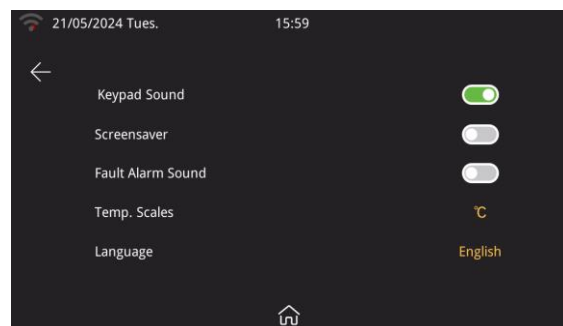 21/05/2024 Tues. 15:59
Keypad Sound
Screensaver
Fault Alarm Sound
Temp. Scales ℃
Language English